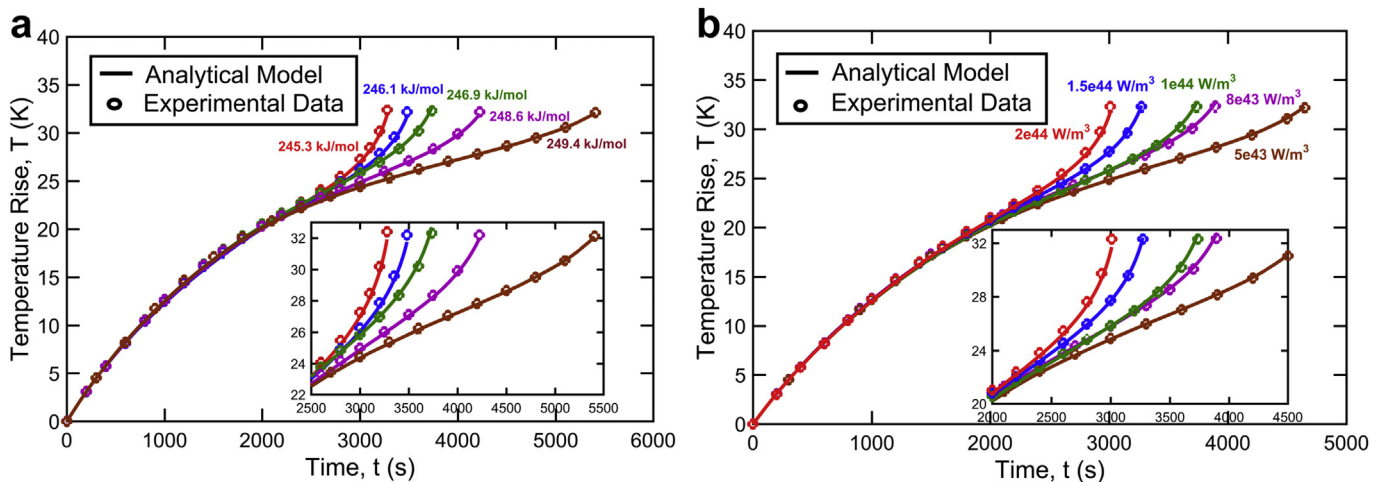 a
40
35
30
25
20
15
10
5
0
Temperature Rise, T (K)
Analytical Model
Experimental Data
245.3 kJ/mol
246.1 kJ/mol
246.9 kJ/mol
248.6 kJ/mol
249.4 kJ/mol
32
30
28
26
24
22
2500 3000 3500 4000 4500 5000 5500
0 1000 2000 3000 4000 5000 6000
Time, t (s)
b
40
35
30
25
20
15
10
5
0
Temperature Rise, T (K)
Analytical Model
Experimental Data
2e44 W/m³
1.5e44 W/m³
1e44 W/m³
8e43 W/m³
5e43 W/m³
32
28
24
20
2000 2500 3000 3500 4000 4500
0 1000 2000 3000 4000 5000
Time, t (s)